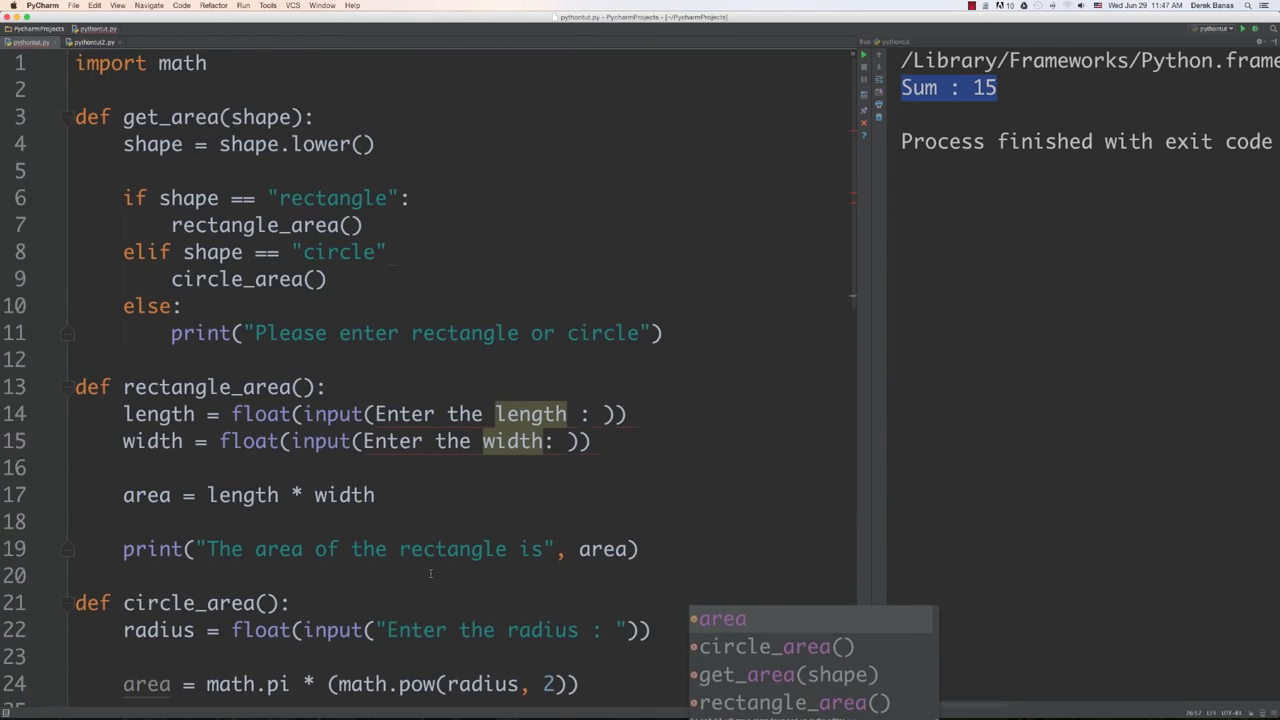 PyCharm File Edit View Navigate Code Refactor Run Tools VCS Window Help 10 Wed Jun 29 11:47 AM Derek Banas
pythontut.py - PycharmProjects - [~/PycharmProjects]
PycharmProjects pythontut.py pythontut
pythontut.py pythontut2.py Run: pythontut
1 import math
2
3 def get_area(shape):
4 shape = shape.lower()
5
6 if shape == "rectangle":
7 rectangle_area()
8 elif shape == "circle"
9 circle_area()
10 else:
11 print("Please enter rectangle or circle")
12
13 def rectangle_area():
14 length = float(input(Enter the length : ))
15 width = float(input(Enter the width: ))
16
17 area = length * width
18
19 print("The area of the rectangle is", area)
20
21 def circle_area():
22 radius = float(input("Enter the radius : "))
23
24 area = math.pi * (math.pow(radius, 2))
area
circle_area()
get_area(shape)
rectangle_area()
/Library/Frameworks/Python.frame
Sum : 15
Process finished with exit code
26:57 LF UTF-8